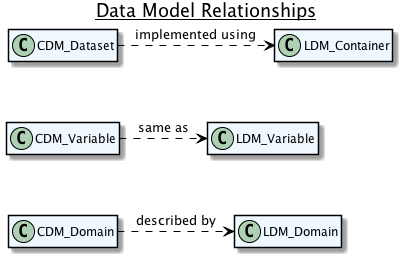 Data Model Relationships
C CDM_Dataset implemented using C LDM_Container
C CDM_Variable same as C LDM_Variable
C CDM_Domain described by C LDM_Domain